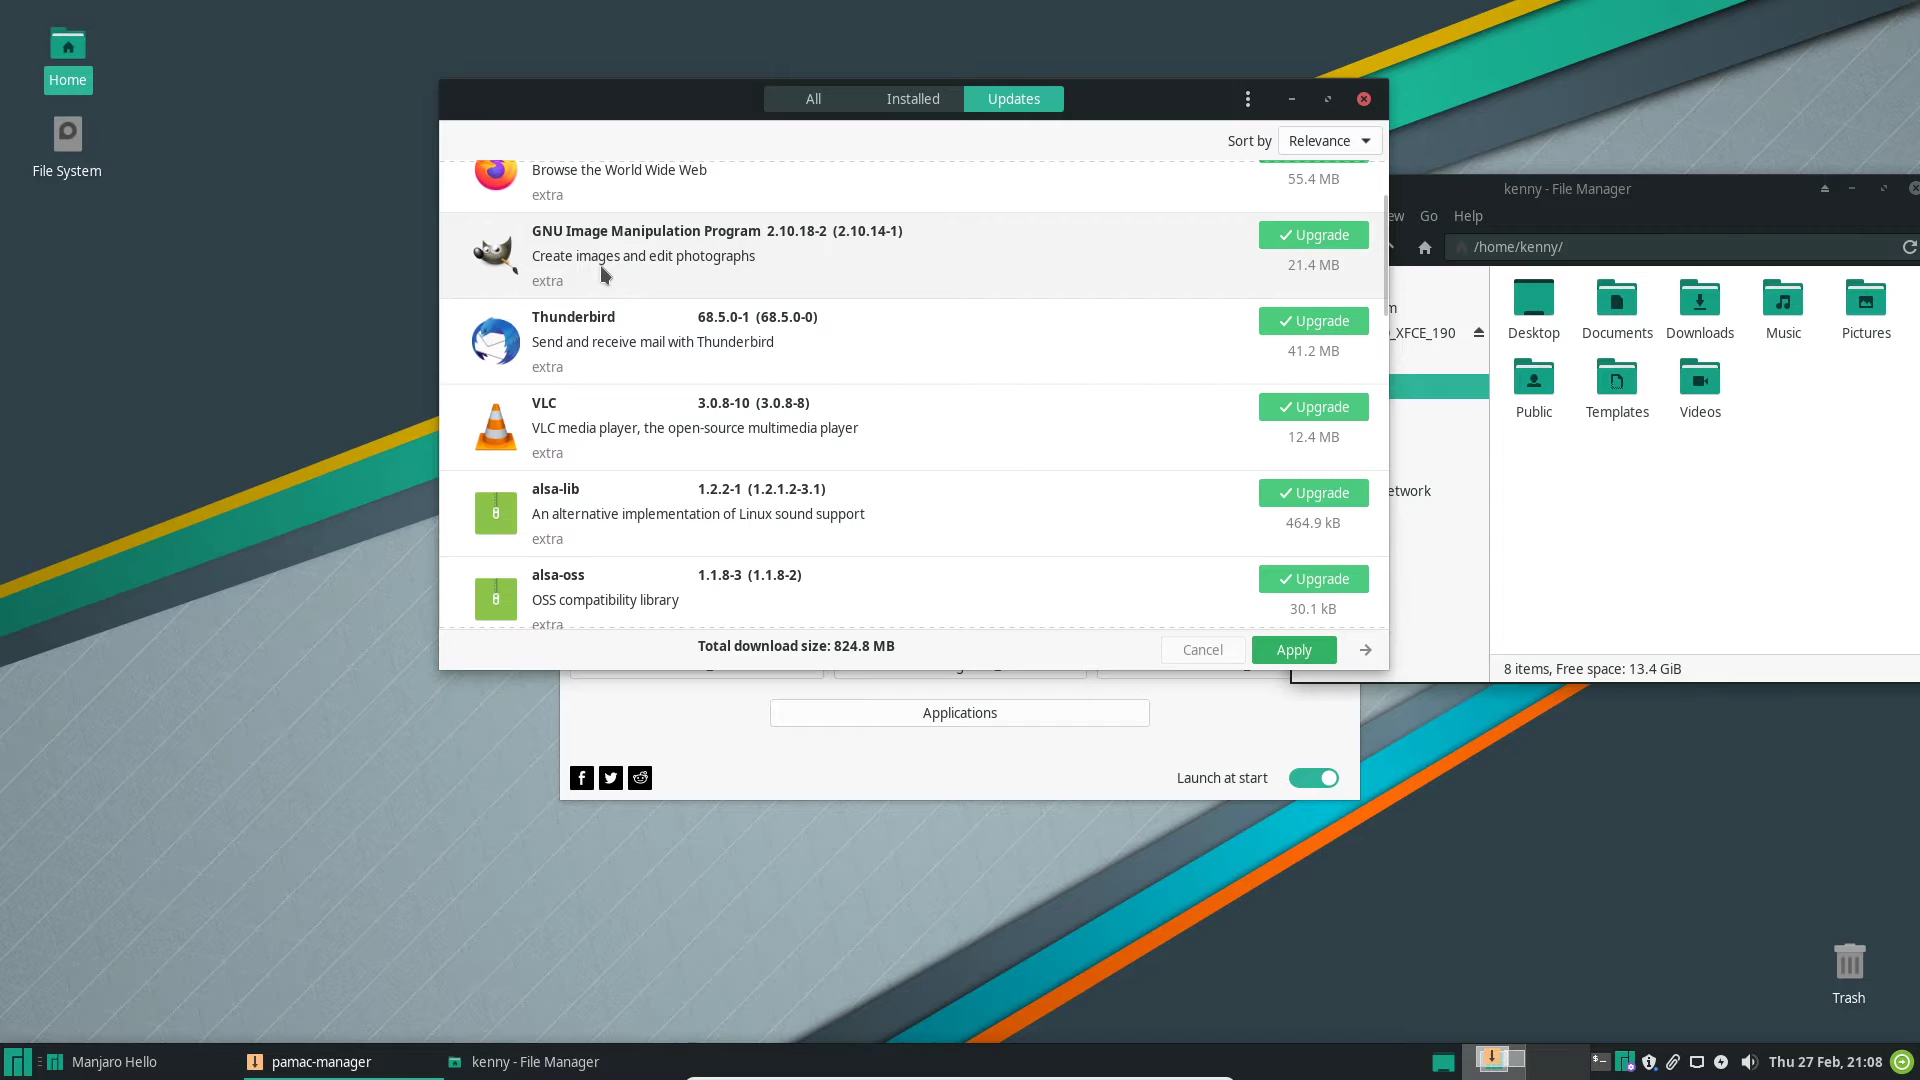 Home
File System
All
Installed
Updates
Sort by
Relevance
Browse the World Wide Web
55.4 MB
extra
GNU Image Manipulation Program 2.10.18-2 (2.10.14-1)
Upgrade
Create images and edit photographs
21.4 MB
extra
Thunderbird 68.5.0-1 (68.5.0-0)
Upgrade
Send and receive mail with Thunderbird
41.2 MB
extra
VLC 3.0.8-10 (3.0.8-8)
Upgrade
VLC media player, the open-source multimedia player
12.4 MB
extra
alsa-lib 1.2.2-1 (1.2.1.2-3.1)
Upgrade
An alternative implementation of Linux sound support
464.9 kB
extra
alsa-oss 1.1.8-3 (1.1.8-2)
Upgrade
OSS compatibility library
30.1 kB
extra
Total download size: 824.8 MB
Cancel
Apply
Applications
Launch at start
kenny - File Manager
ew Go Help
/home/kenny/
m
_XFCE_190
etwork
Desktop
Documents
Downloads
Music
Pictures
Public
Templates
Videos
8 items, Free space: 13.4 GiB
Trash
Manjaro Hello
pamac-manager
kenny - File Manager
Thu 27 Feb, 21:08